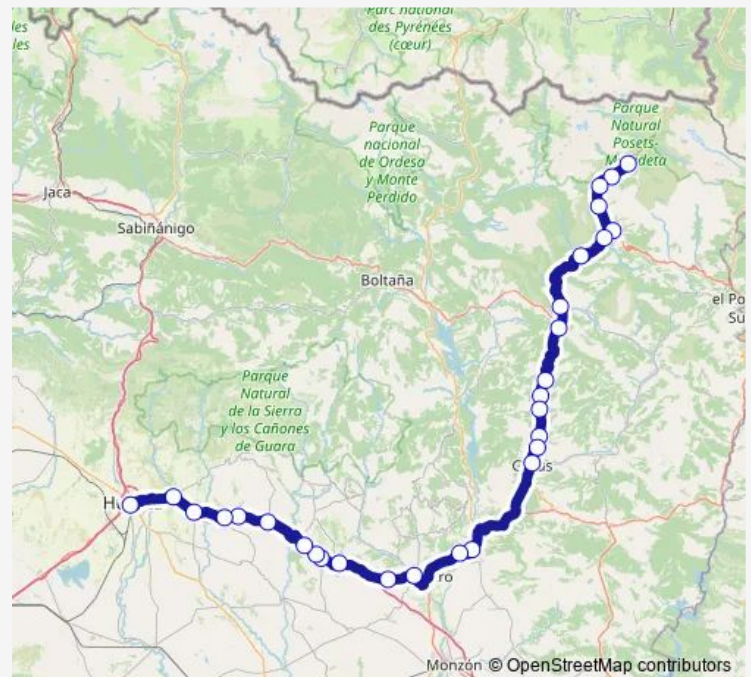 Parc national
des Pyrénées
(cœur)
Parque
Natural
Posets-
Parque
nacional
de Ordesa
y Monte
Perdido
Jaca
Sabiñánigo
Boltaña
el Po
Su
Parque
Natural
de la Sierra
y los Cañones
de Guara
ro
Monzón © OpenStreetMap contributors